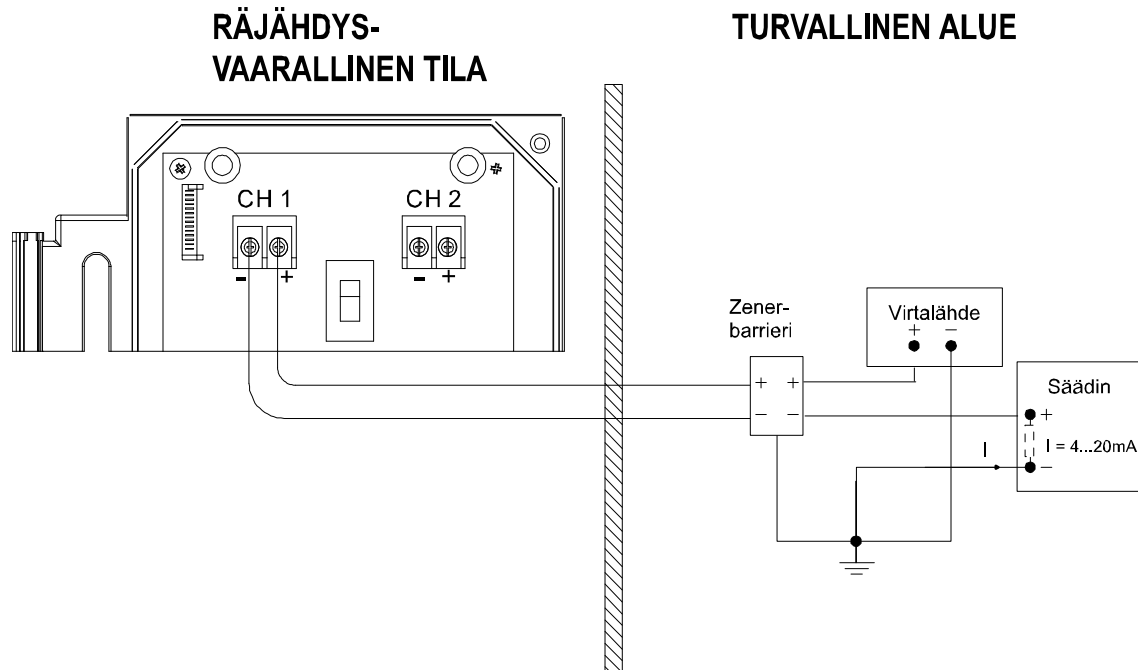 RÄJÄHDYS-
VAARALLINEN TILA
TURVALLINEN ALUE
CH 1
CH 2
- +
- +
Zener-
barrieri
Virtalähde
+ −
+ +
− −
Säädin
+
I = 4...20mA
−
I